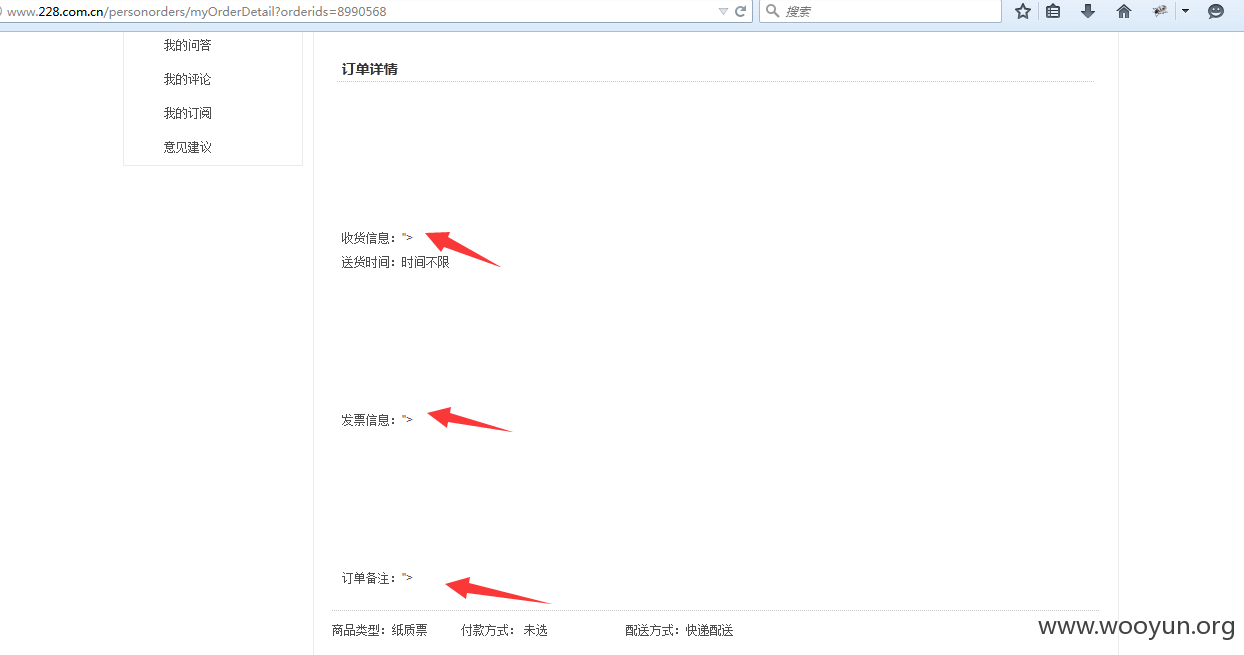 www.228.com.cn/personorders/myOrderDetail?orderids=8990568
搜索
我的问答
我的评论
我的订阅
意见建议
订单详情
收货信息：">
送货时间：时间不限
发票信息：">
订单备注：">
商品类型：纸质票 付款方式： 未选 配送方式：快递配送
www.wooyun.org